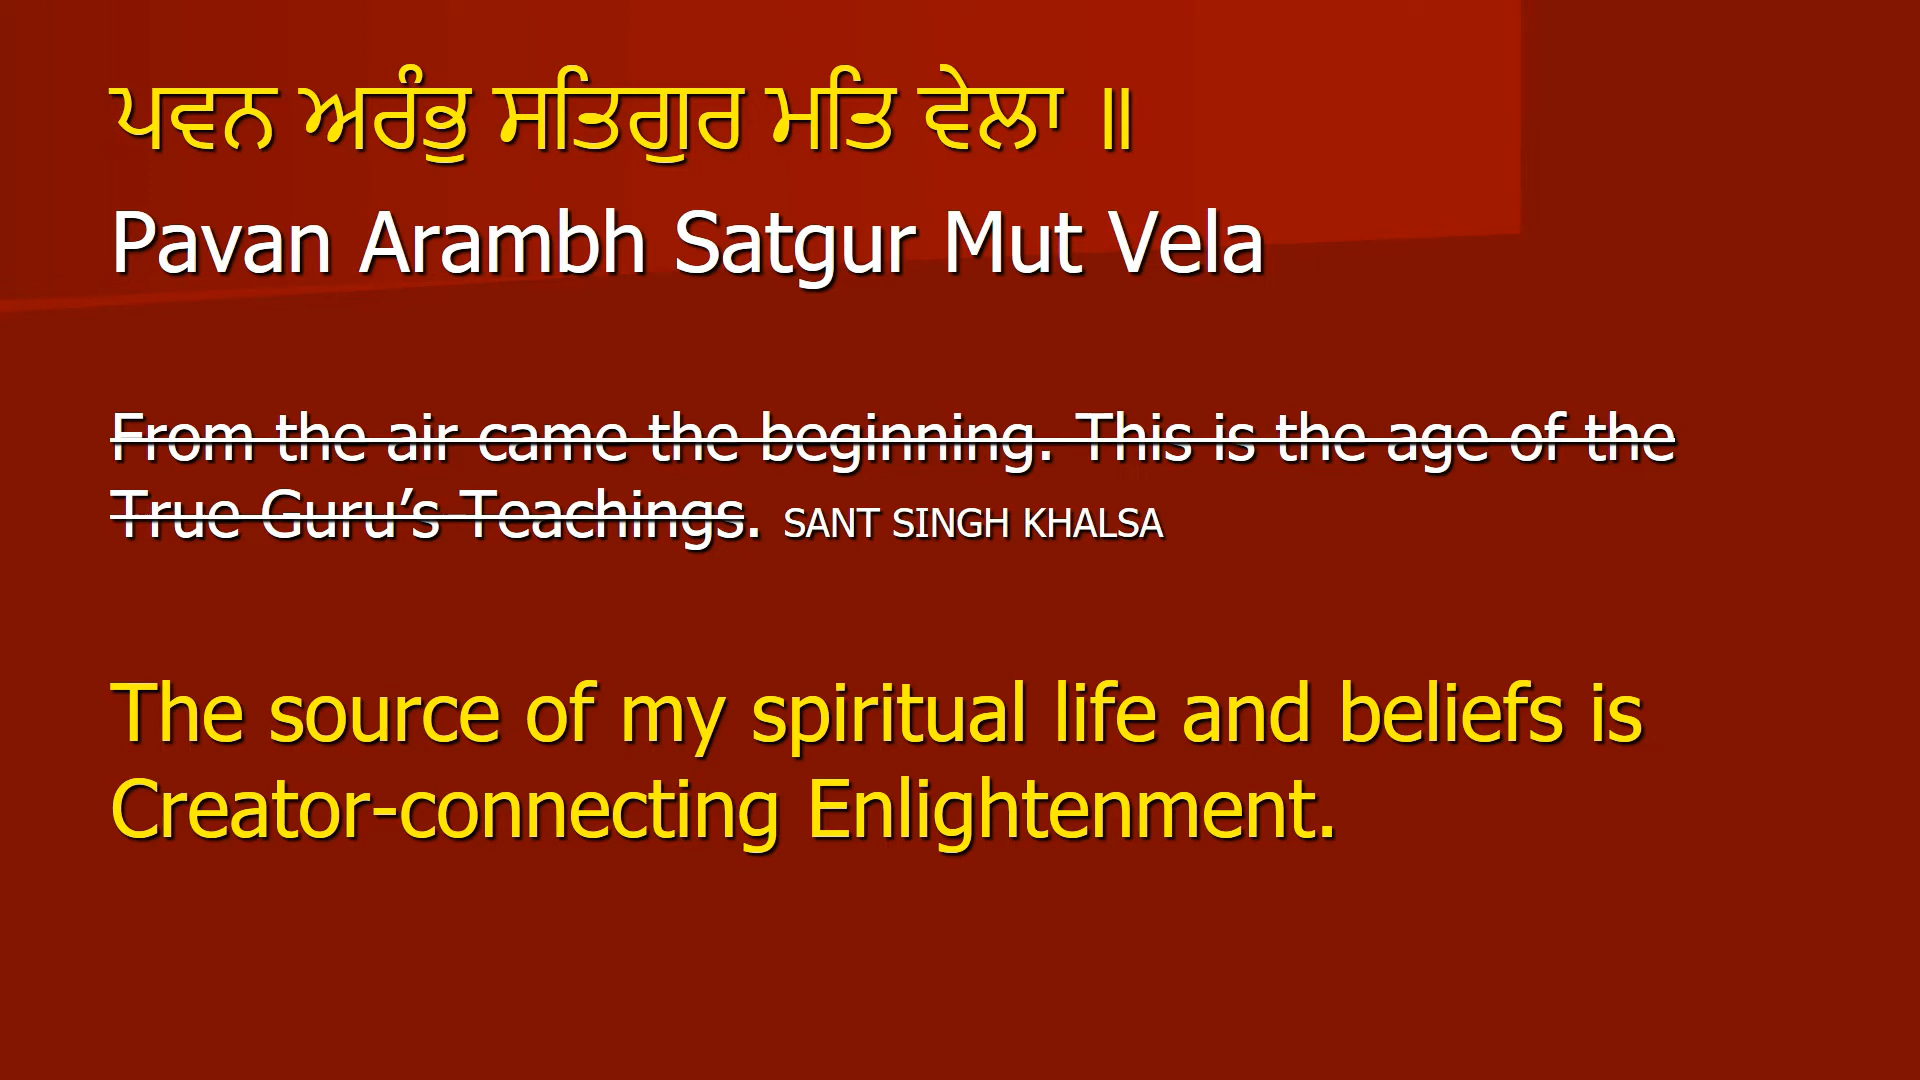 ਪਵਨ ਅਰੰਭੁ ਸਤਿਗੁਰ ਮਤਿ ਵੇਲਾ ॥
Pavan Arambh Satgur Mut Vela
From the air came the beginning. This is the age of the
True Guru’s Teachings. SANT SINGH KHALSA
The source of my spiritual life and beliefs is
Creator-connecting Enlightenment.